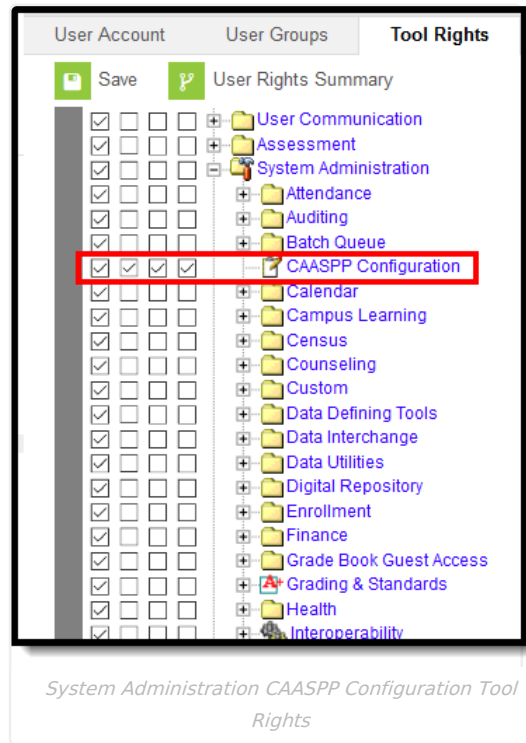 User Account User Groups Tool Rights
Save User Rights Summary
User Communication
Assessment
System Administration
Attendance
Auditing
Batch Queue
CAASPP Configuration
Calendar
Campus Learning
Census
Counseling
Custom
Data Defining Tools
Data Interchange
Data Utilities
Digital Repository
Enrollment
Finance
Grade Book Guest Access
A+ Grading & Standards
Health
Interoperability
System Administration CAASPP Configuration Tool
Rights